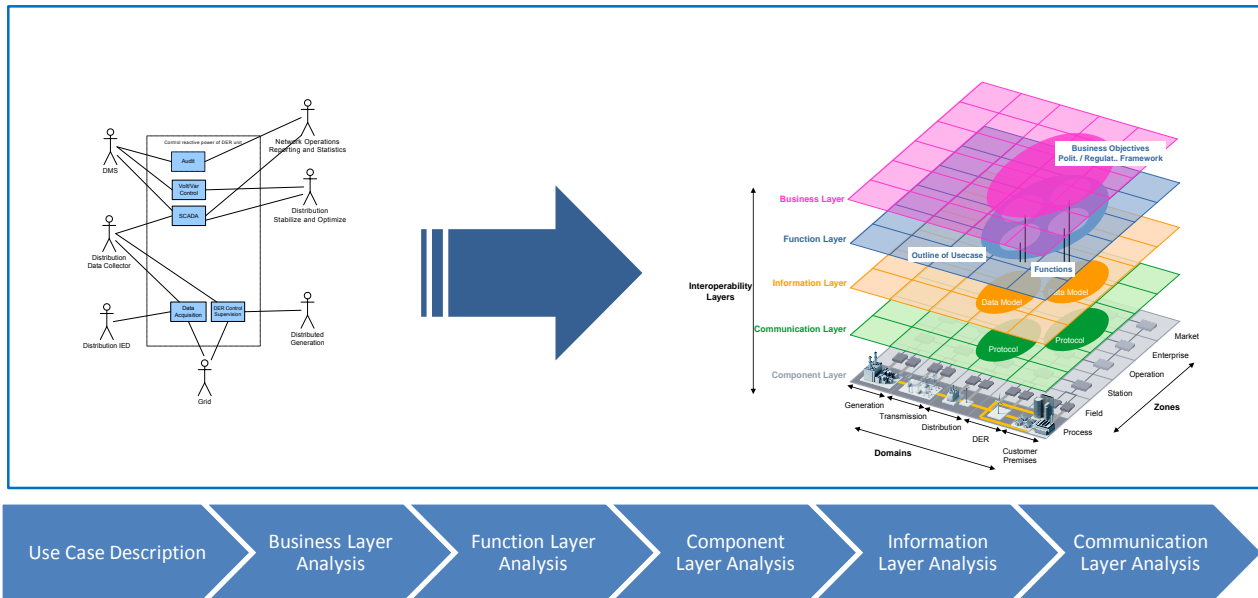 Control reactive power of DER unit
Audit
Volt/Var
Control
SCADA
Data
Acquisition
DER Control
Supervision
DMS
Distribution
Data Collector
Distribution IED
Grid
Network Operations
Reporting and Statistics
Distribution
Stabilize and Optimize
Distributed
Generation
Business Objectives
Polit. / Regulat.. Framework
Business Layer
Function Layer
Outline of Usecase
Functions
Interoperability
Layers
Information Layer
Data Model
Data Model
Communication Layer
Protocol
Protocol
Component Layer
Generation
Transmission
Distribution
DER
Customer
Premises
Domains
Market
Enterprise
Operation
Station
Field
Process
Zones
Use Case Description
Business Layer
Analysis
Function Layer
Analysis
Component
Layer Analysis
Information
Layer Analysis
Communication
Layer Analysis